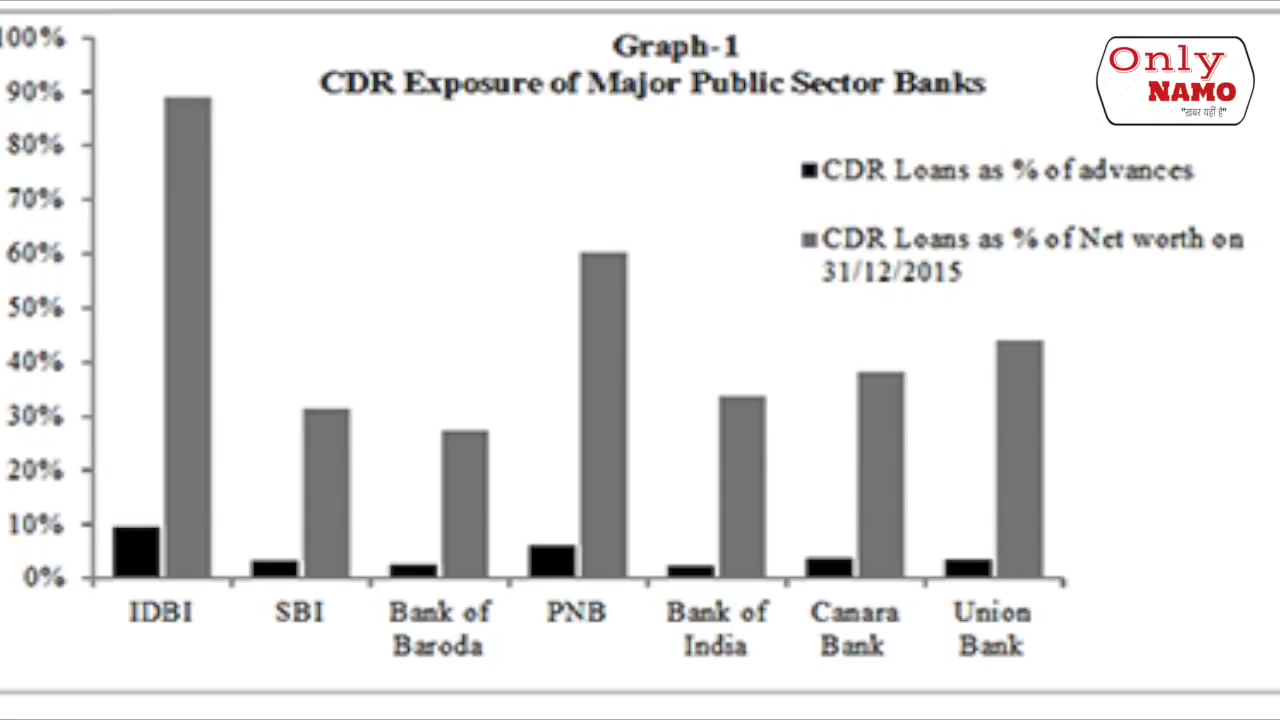 Graph-1
CDR Exposure of Major Public Sector Banks
Only
NAMO
"ख़बर यहीं है"
CDR Loans as % of advances
CDR Loans as % of Net worth on
31/12/2015
100%
90%
80%
70%
60%
50%
40%
30%
20%
10%
0%
IDBI
SBI
Bank of
Baroda
PNB
Bank of
India
Canara
Bank
Union
Bank